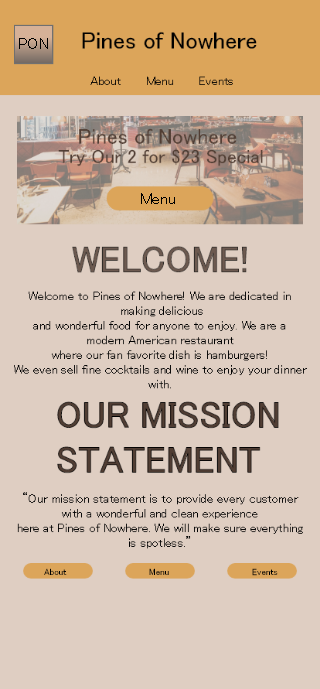 PON
Pines of Nowhere
About Menu Events
Pines of Nowhere
Try Our 2 for $23 Special
Menu
WELCOME!
Welcome to Pines of Nowhere! We are dedicated in
making delicious
and wonderful food for anyone to enjoy. We are a
modern American restaurant
where our fan favorite dish is hamburgers!
We even sell fine cocktails and wine to enjoy your dinner
with.
OUR MISSION
STATEMENT
“Our mission statement is to provide every customer
with a wonderful and clean experience
here at Pines of Nowhere. We will make sure everything
is spotless.”
About Menu Events